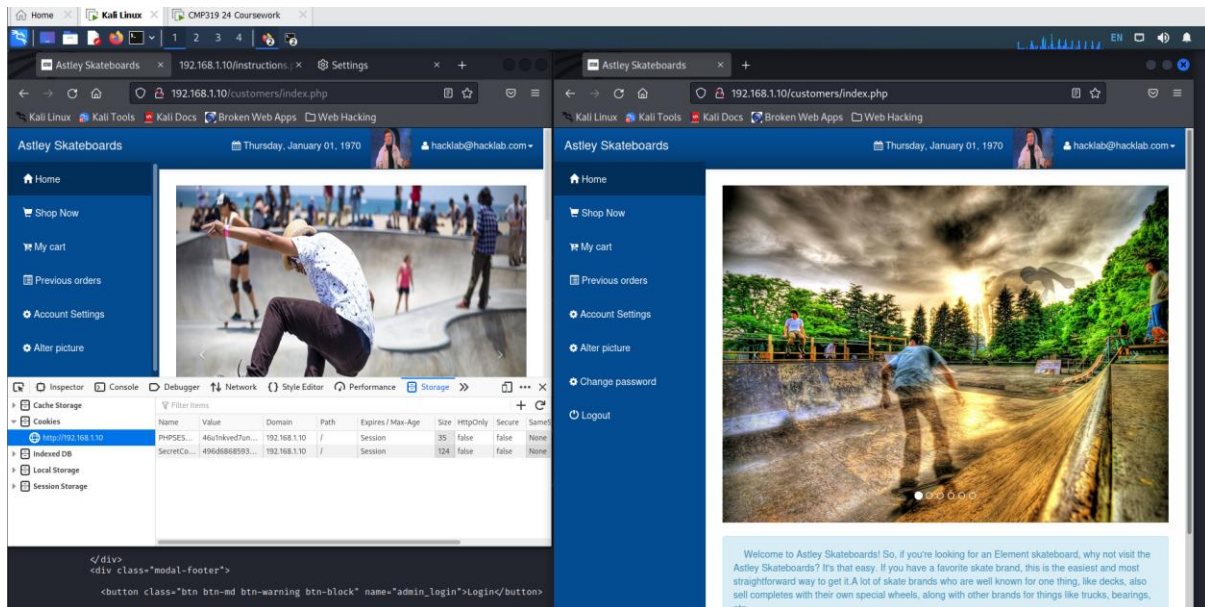 Home
Kali Linux
CMP319 24 Coursework
1 2 3 4
EN
Astley Skateboards
192.168.1.10/instructions.p
Settings
192.168.1.10/customers/index.php
Kali Linux
Kali Tools
Kali Docs
Broken Web Apps
Web Hacking
Astley Skateboards
Thursday, January 01, 1970
hacklab@hacklab.com
Home
Shop Now
My cart
Previous orders
Account Settings
Alter picture
Inspector
Console
Debugger
Network
Style Editor
Performance
Storage
Cache Storage
Cookies
http://192.168.1.10
Indexed DB
Local Storage
Session Storage
Filter Items
Name Value Domain Path Expires / Max-Age Size HttpOnly Secure SameS
PHPSES... 46u1nkved7un... 192.168.1.10 / Session 35 false false None
SecretCo... 496d6868593... 192.168.1.10 / Session 124 false false None
</div>
<div class="modal-footer">
<button class="btn btn-md btn-warning btn-block" name="admin_login">Login</button>
Astley Skateboards
192.168.1.10/customers/index.php
Kali Linux
Kali Tools
Kali Docs
Broken Web Apps
Web Hacking
Astley Skateboards
Thursday, January 01, 1970
hacklab@hacklab.com
Home
Shop Now
My cart
Previous orders
Account Settings
Alter picture
Change password
Logout
Welcome to Astley Skateboards! So, if you're looking for an Element skateboard, why not visit the
Astley Skateboards? It's that easy. If you have a favorite skate brand, this is the easiest and most
straightforward way to get it.A lot of skate brands who are well known for one thing, like decks, also
sell completes with their own special wheels, along with other brands for things like trucks, bearings,